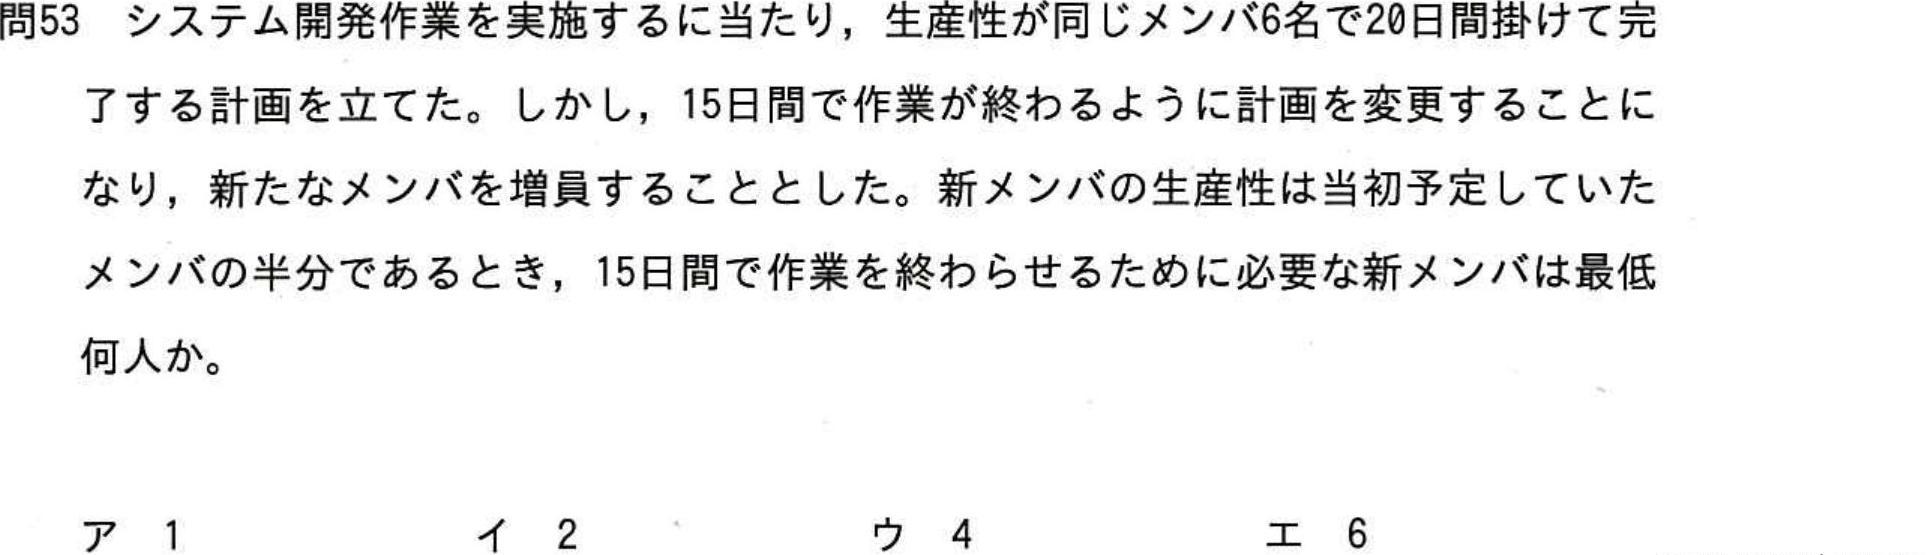 問53 システム開発作業を実施するに当たり，生産性が同じメンバ6名で20日間掛けて完
了する計画を立てた。しかし，15日間で作業が終わるように計画を変更することに
なり，新たなメンバを増員することとした。新メンバの生産性は当初予定していた
メンバの半分であるとき，15日間で作業を終わらせるために必要な新メンバは最低
何人か。
ア 1 イ 2 ウ 4 エ 6